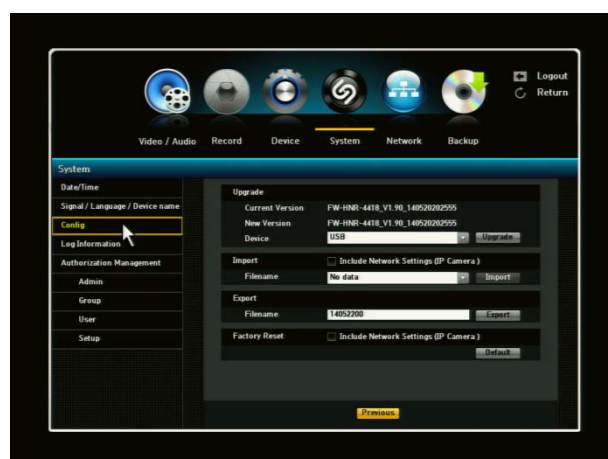 Logout
Return
Video / Audio Record Device System Network Backup
System
Date/Time
Signal / Language / Device name
Config
Log Information
Authorization Management
Admin
Group
User
Setup
Upgrade
Current Version FW-HNR-4418_V1.90_140520202555
New Version FW-HNR-4418_V1.90_140520202555
Device USB Upgrade
Import Include Network Settings (IP Camera )
Filename No data Import
Export
Filename 14052200 Export
Factory Reset Include Network Settings (IP Camera )
Default
Previous